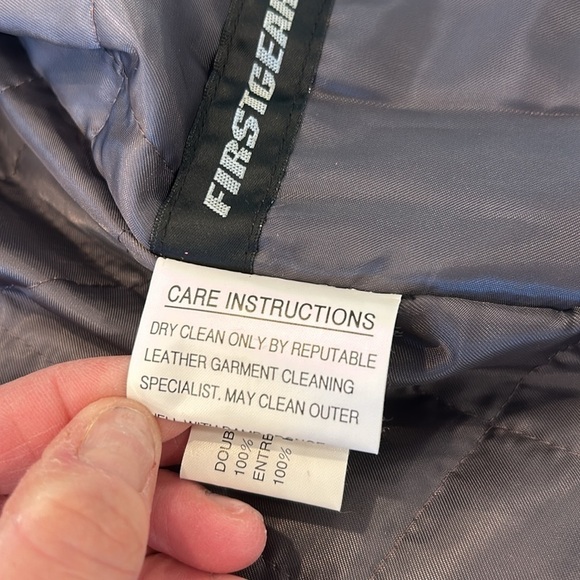 FIRSTGEAR
CARE INSTRUCTIONS
DRY CLEAN ONLY BY REPUTABLE
LEATHER GARMENT CLEANING
SPECIALIST. MAY CLEAN OUTER
DOUB
100%
ENTRE
100%